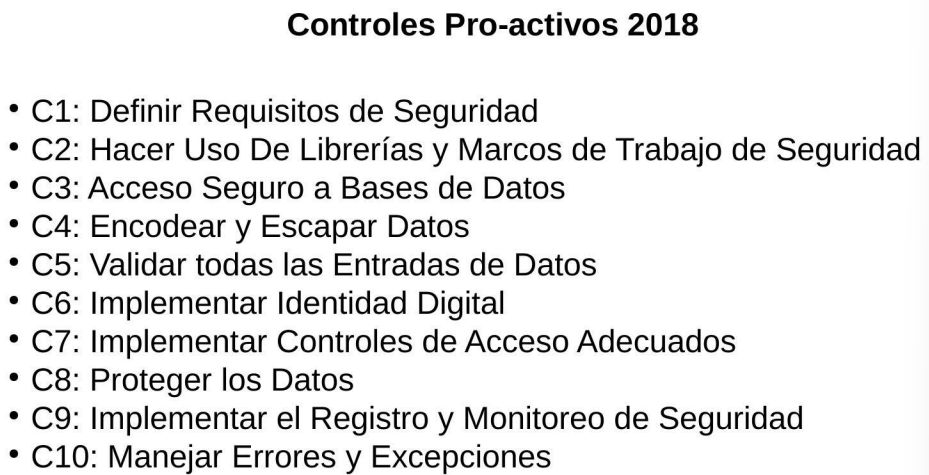 Controles Pro-activos 2018
• C1: Definir Requisitos de Seguridad
• C2: Hacer Uso De Librerías y Marcos de Trabajo de Seguridad
• C3: Acceso Seguro a Bases de Datos
• C4: Encodear y Escapar Datos
• C5: Validar todas las Entradas de Datos
• C6: Implementar Identidad Digital
• C7: Implementar Controles de Acceso Adecuados
• C8: Proteger los Datos
• C9: Implementar el Registro y Monitoreo de Seguridad
• C10: Manejar Errores y Excepciones